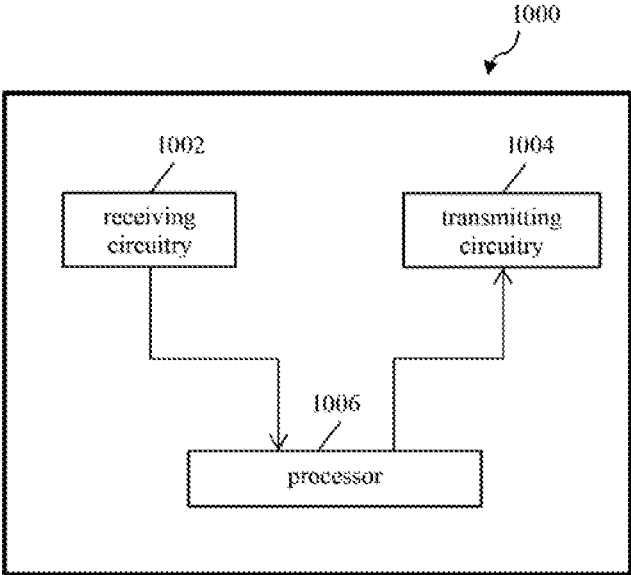 1000
1002
1004
receiving
circuitry
transmitting
circuitry
1006
processor